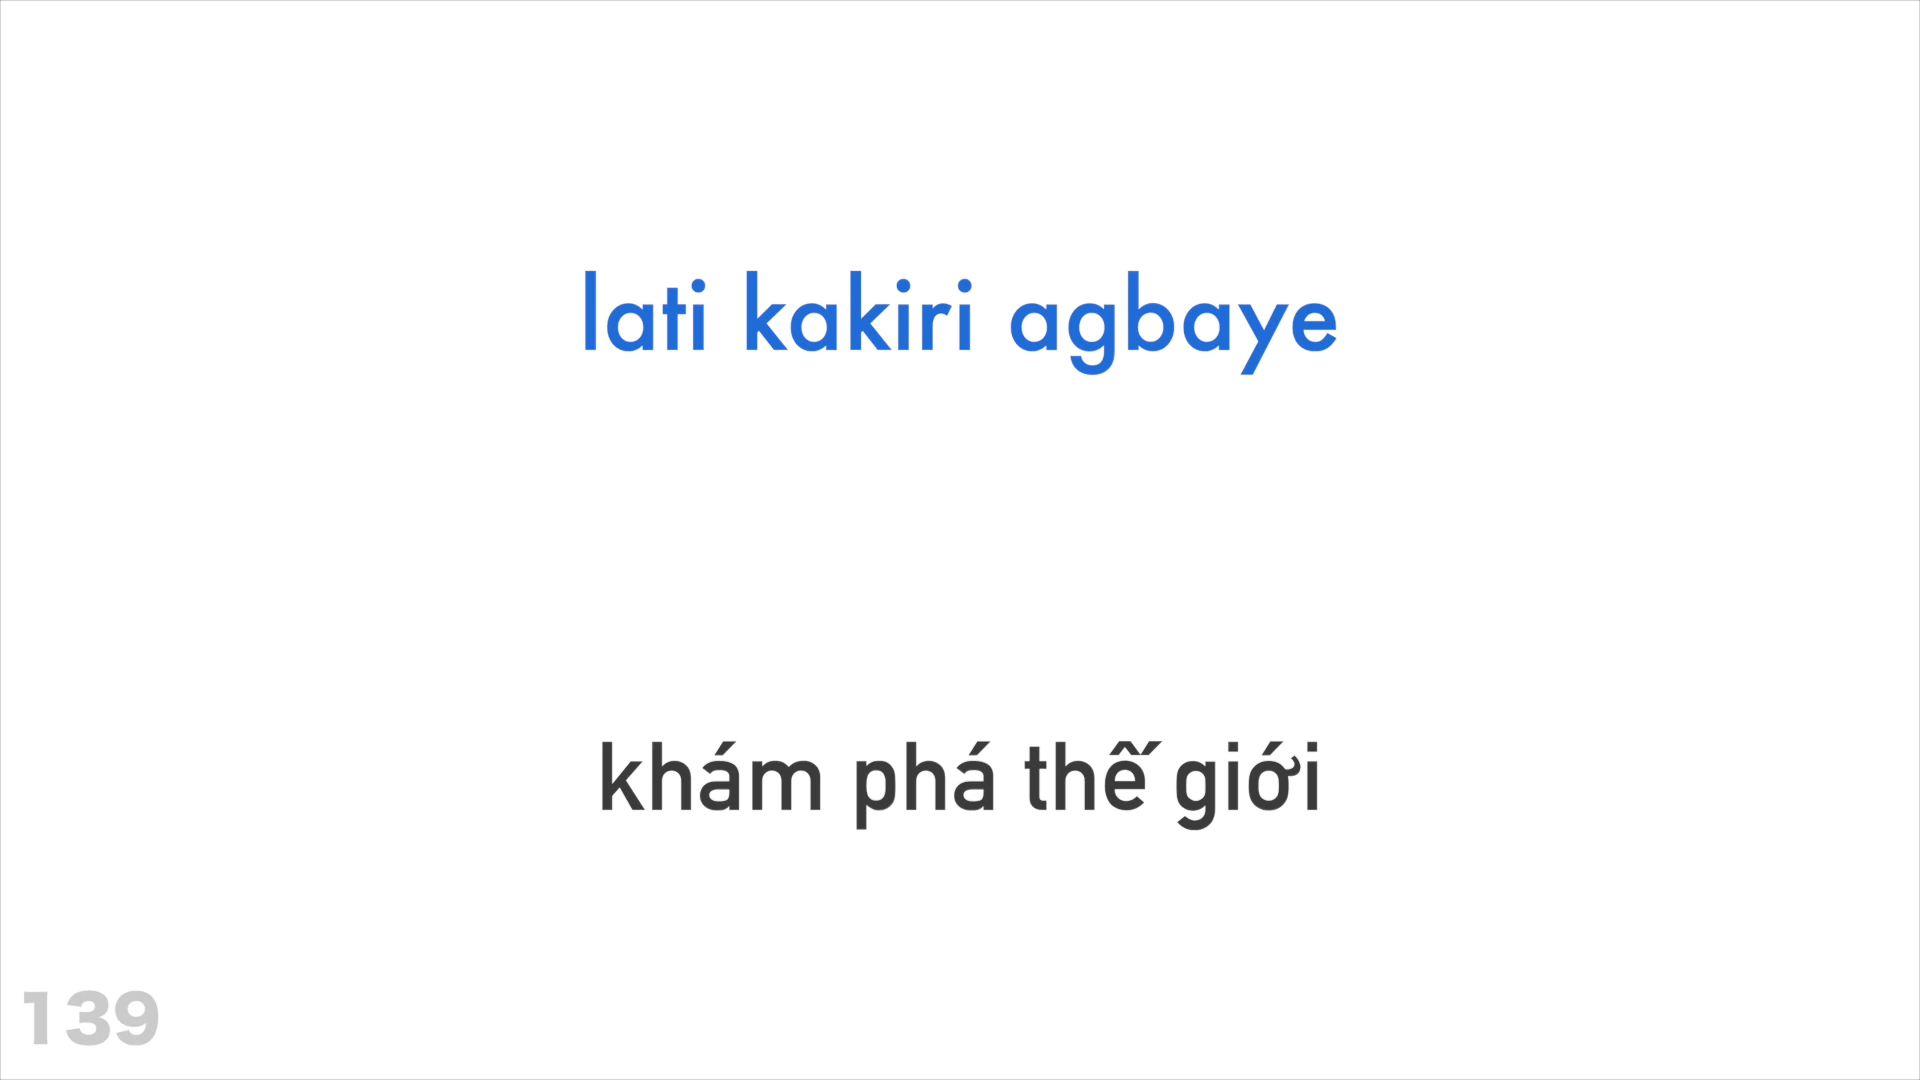 lati kakiri agbaye
khám phá thế giới
139